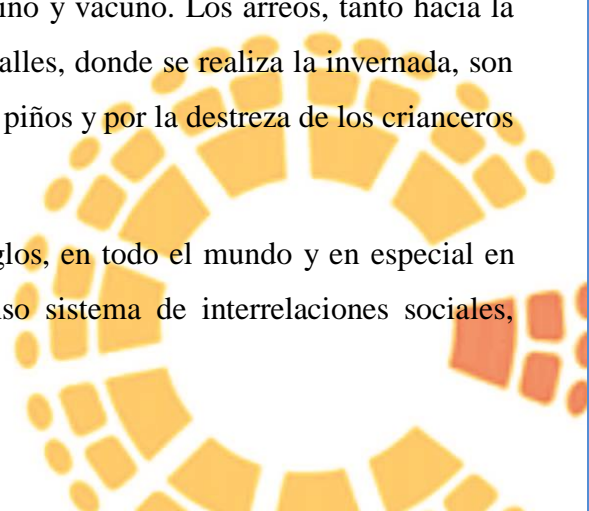 ino y vacuno. Los arreos, tanto hacia la
alles, donde se realiza la invernada, son
piños y por la destreza de los crianceros
glos, en todo el mundo y en especial en
so sistema de interrelaciones sociales,